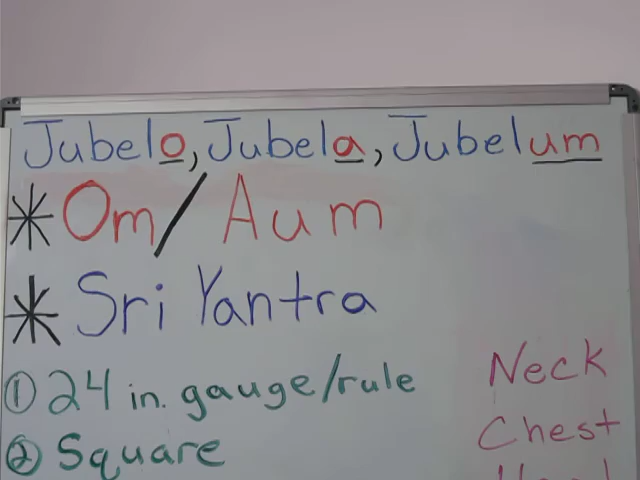 Jubelo, Jubela, Jubelum
* Om/Aum
* Sri Yantra
① 24 in. gauge/rule
Neck
② Square
Chest